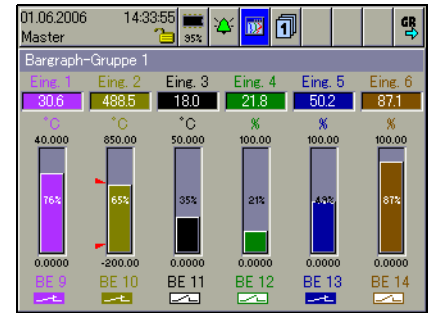 01.06.2006 14:33:55 95% 1 GR
Master
Bargraph-Gruppe 1
Eing. 1 Eing. 2 Eing. 3 Eing. 4 Eing. 5 Eing. 6
30.6 488.5 18.0 21.8 50.2 87.1
°C °C °C % % %
40.000 850.00 50.000 100.00 100.00 100.00
76% 65% 35% 21% 87%
0.0000 -200.00 0.0000 0.0000 0.0000 0.0000
BE 9 BE 10 BE 11 BE 12 BE 13 BE 14